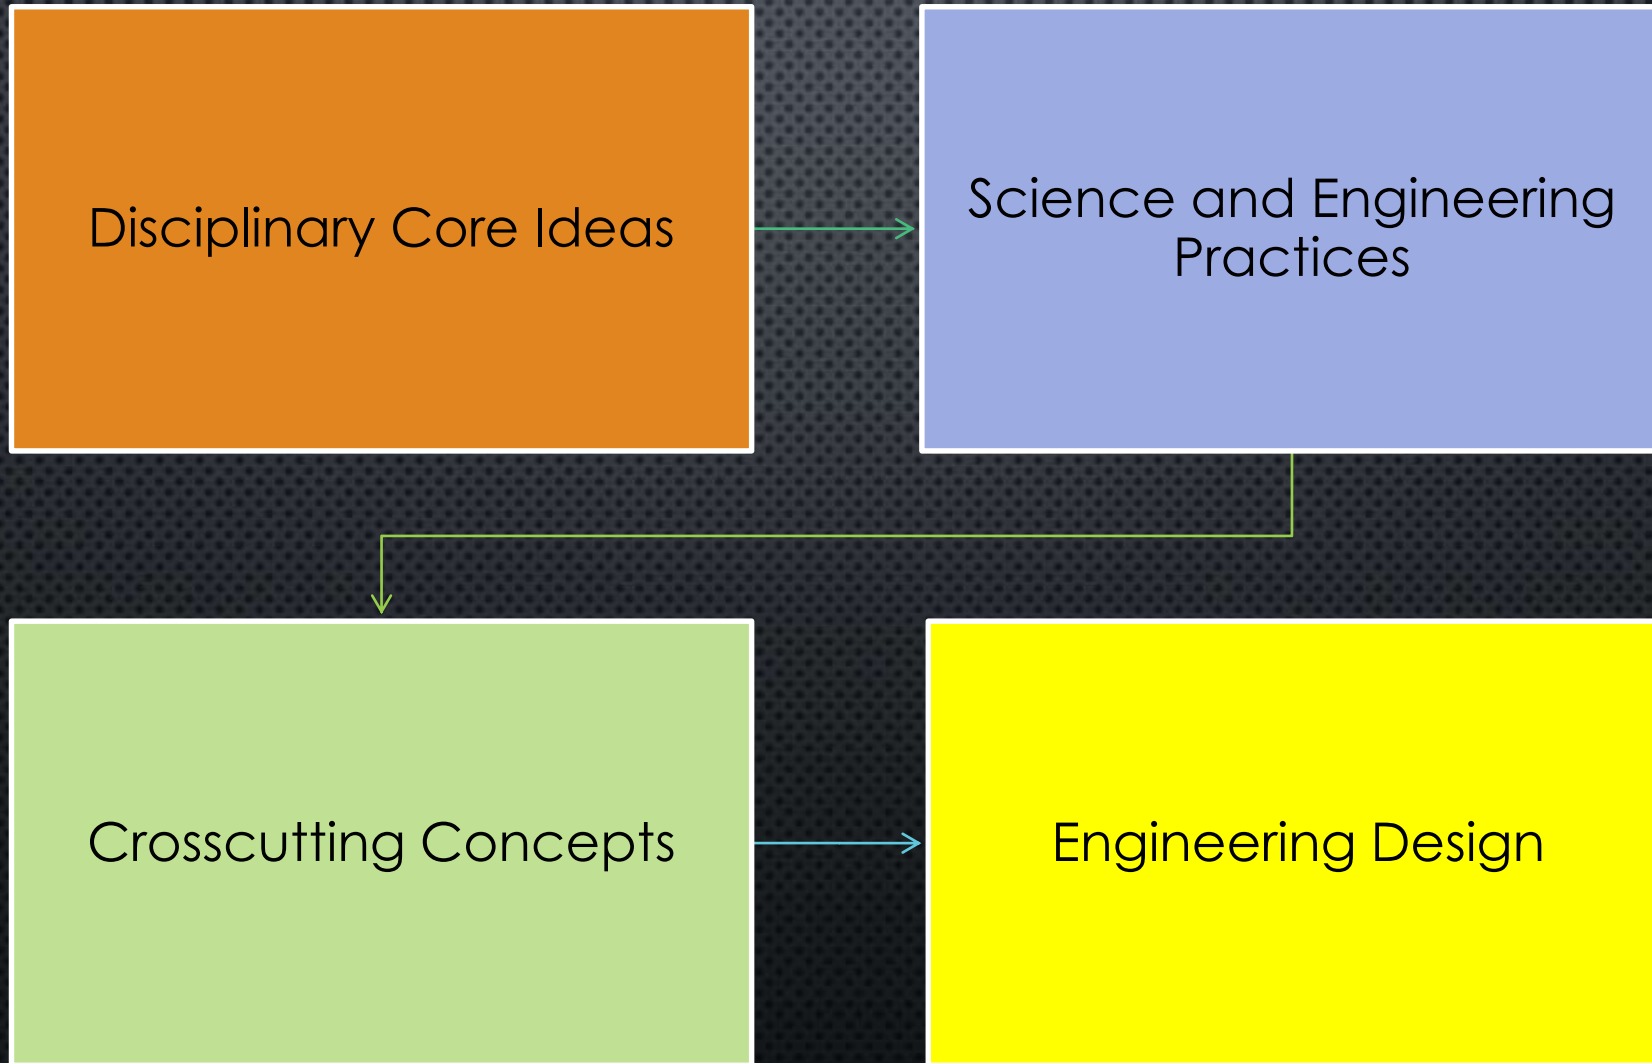 Disciplinary Core Ideas
Science and Engineering
Practices
Crosscutting Concepts
Engineering Design